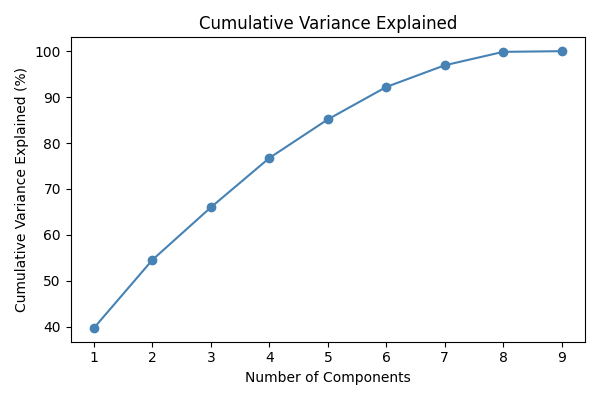 Cumulative Variance Explained
Cumulative Variance Explained (%)
100
90
80
70
60
50
40
1 2 3 4 5 6 7 8 9
Number of Components